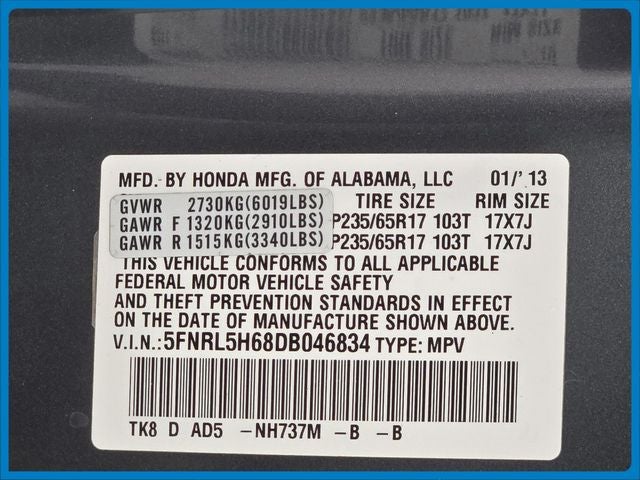 MFD. BY HONDA MFG. OF ALABAMA, LLC 01/'13
GVWR 2730KG(6019LBS) TIRE SIZE RIM SIZE
GAWR F 1320KG(2910LBS) P235/65R17 103T 17X7J
GAWR R 1515KG(3340LBS) P235/65R17 103T 17X7J
THIS VEHICLE CONFORMS TO ALL APPLICABLE
FEDERAL MOTOR VEHICLE SAFETY
AND THEFT PREVENTION STANDARDS IN EFFECT
ON THE DATE OF MANUFACTURE SHOWN ABOVE.
V.I.N.:5FNRL5H68DB046834 TYPE: MPV
TK8 D AD5 -NH737M -B -B